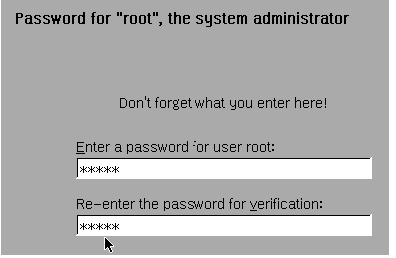 Password for "root", the system administrator
Don't forget what you enter here!
Enter a password for user root:
*****
Re-enter the password for verification:
*****